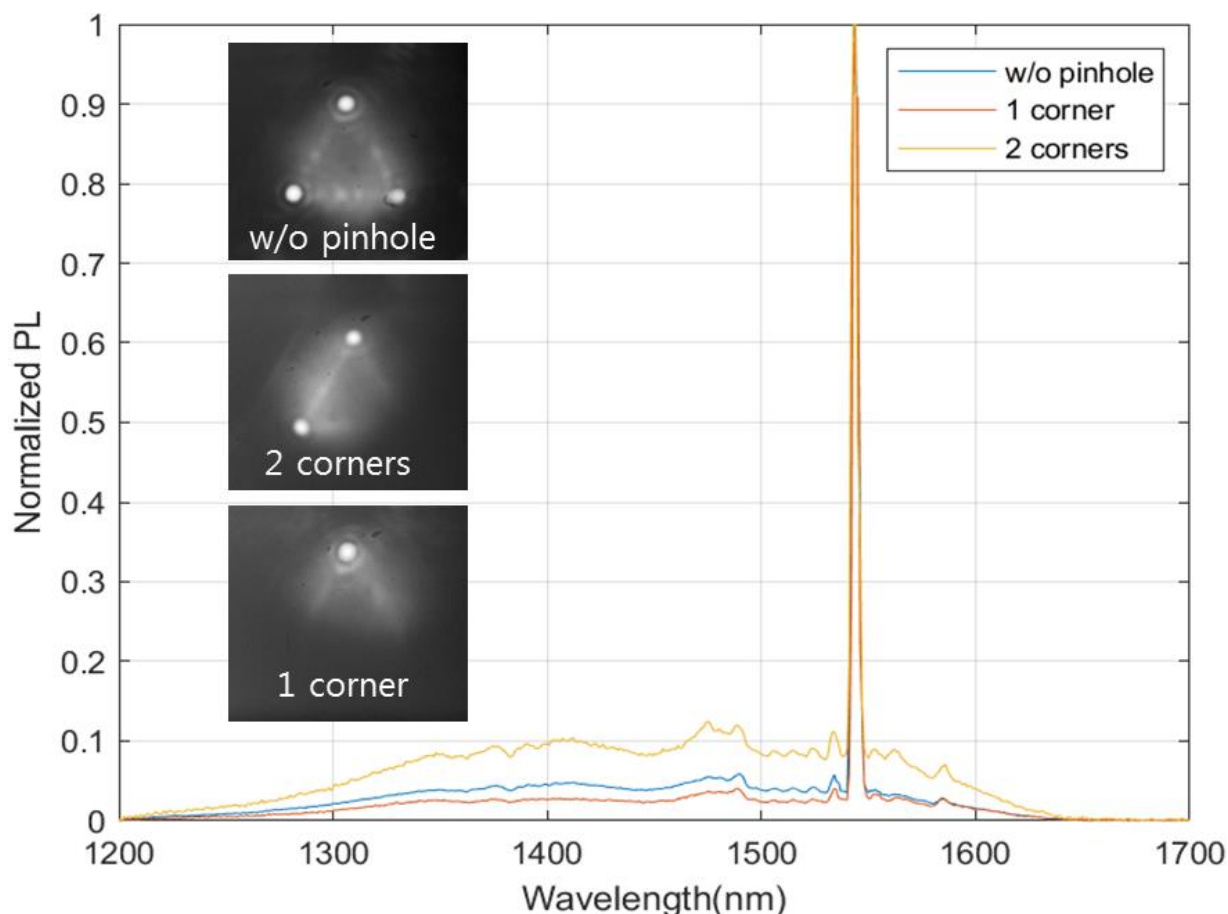 1
0.9
0.8
0.7
0.6
0.5
0.4
0.3
0.2
0.1
0
Normalized PL
w/o pinhole
2 corners
1 corner
w/o pinhole
1 corner
2 corners
1200 1300 1400 1500 1600 1700
Wavelength(nm)